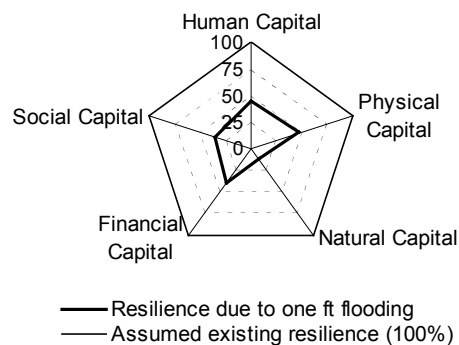 Human Capital
100
75
50
25
0
Physical
Capital
Social Capital
Financial
Capital
Natural Capital
Resilience due to one ft flooding
Assumed existing resilience (100%)